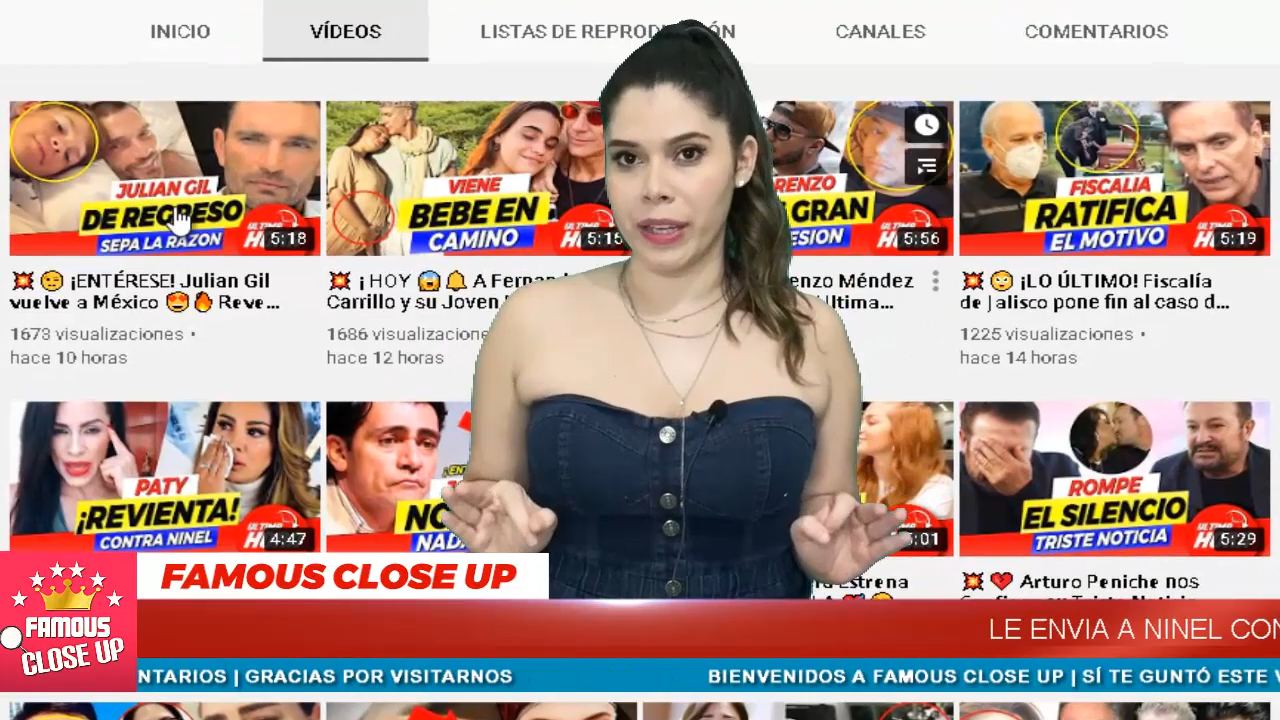 INICIO
VÍDEOS
LISTAS DE REPROD
ÓN
CANALES
COMENTARIOS
JULIAN GIL
DE REGRESO
SEPA LA RAZON
5:18
VIENE
BEBE EN
CAMINO
5:15
RENZO
GRAN
ESION
5:56
FISCALIA
RATIFICA
EL MOTIVO
5:19
¡ENTÉRESE! Julian Gil
vuelve a México Reve...
1673 visualizaciones •
hace 10 horas
¡HOY A Fernan
Carrillo y su Joven
1686 visualizaciones
hace 12 horas
enzo Méndez
Ultima...
¡LO ÚLTIMO! Fiscalía
de Jalisco pone fin al caso d...
1225 visualizaciones •
hace 14 horas
PATY
¡REVIENTA!
CONTRA NINEL
4:47
NO
NADA
5:01
ROMPE
EL SILENCIO
TRISTE NOTICIA
5:29
Estrena
Arturo Peniche nos
FAMOUS CLOSE UP
FAMOUS
CLOSE UP
LE ENVIA A NINEL CON
NTARIOS | GRACIAS POR VISITARNOS
BIENVENIDOS A FAMOUS CLOSE UP | SÍ TE GUNTÓ ESTE V